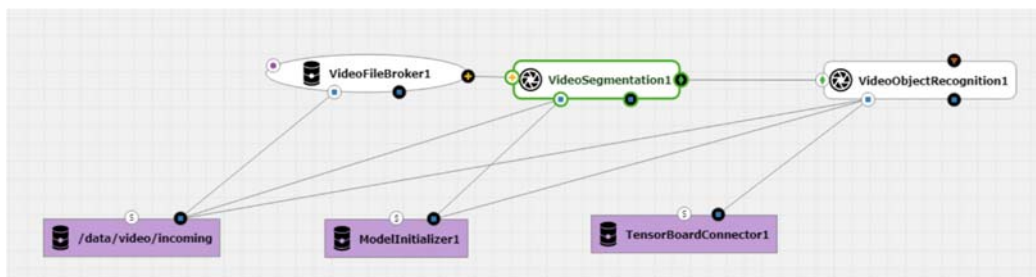 VideoFileBroker1
VideoSegmentation1
VideoObjectRecognition1
S
/data/video/incoming
S
ModelInitializer1
S
TensorBoardConnector1